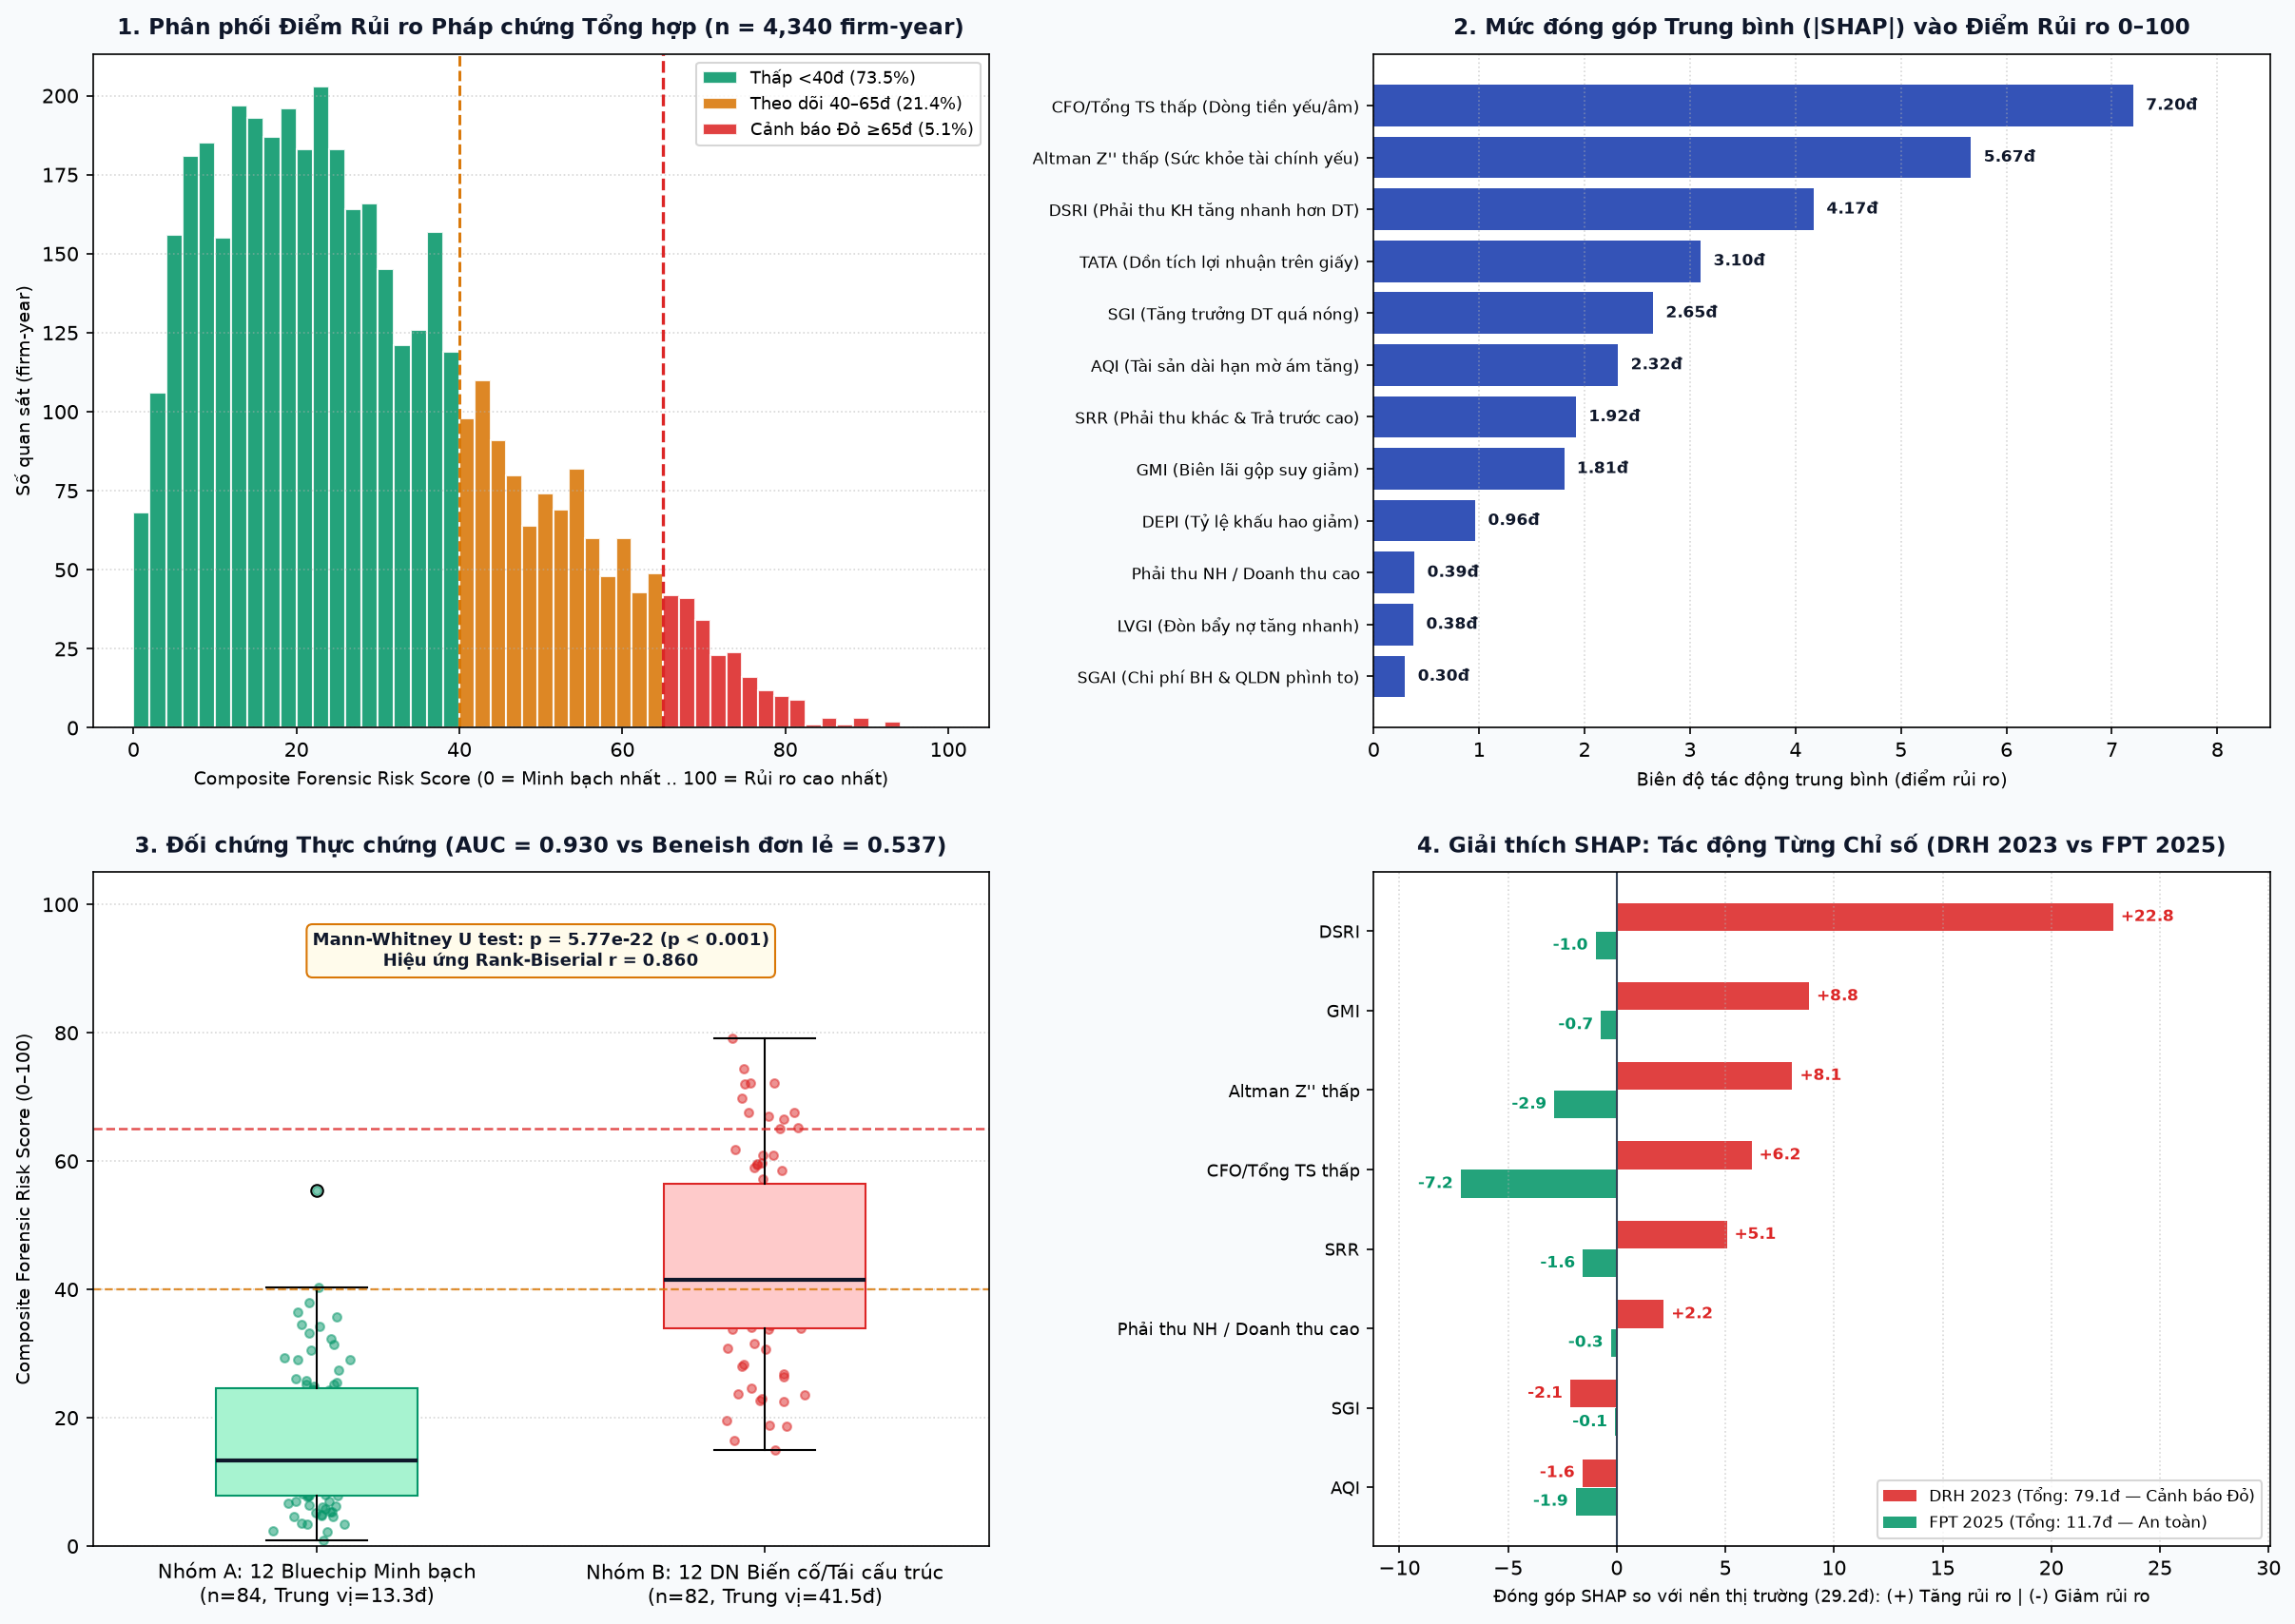 1. Phân phối Điểm Rủi ro Pháp chứng Tổng hợp (n = 4,340 firm-year)
Số quan sát (firm-year)
200
175
150
125
100
75
50
25
0
Thấp <40đ (73.5%)
Theo dõi 40–65đ (21.4%)
Cảnh báo Đỏ ≥65đ (5.1%)
0 20 40 60 80 100
Composite Forensic Risk Score (0 = Minh bạch nhất .. 100 = Rủi ro cao nhất)
2. Mức đóng góp Trung bình (|SHAP|) vào Điểm Rủi ro 0–100
CFO/Tổng TS thấp (Dòng tiền yếu/âm) 7.20đ
Altman Z'' thấp (Sức khỏe tài chính yếu) 5.67đ
DSRI (Phải thu KH tăng nhanh hơn DT) 4.17đ
TATA (Dồn tích lợi nhuận trên giấy) 3.10đ
SGI (Tăng trưởng DT quá nóng) 2.65đ
AQI (Tài sản dài hạn mờ ám tăng) 2.32đ
SRR (Phải thu khác & Trả trước cao) 1.92đ
GMI (Biên lãi gộp suy giảm) 1.81đ
DEPI (Tỷ lệ khấu hao giảm) 0.96đ
Phải thu NH / Doanh thu cao 0.39đ
LVGI (Đòn bẩy nợ tăng nhanh) 0.38đ
SGAI (Chi phí BH & QLDN phình to) 0.30đ
0 1 2 3 4 5 6 7 8
Biên độ tác động trung bình (điểm rủi ro)
3. Đối chứng Thực chứng (AUC = 0.930 vs Beneish đơn lẻ = 0.537)
Composite Forensic Risk Score (0–100)
100
80
60
40
20
0
Mann-Whitney U test: p = 5.77e-22 (p < 0.001)
Hiệu ứng Rank-Biserial r = 0.860
Nhóm A: 12 Bluechip Minh bạch
(n=84, Trung vị=13.3đ)
Nhóm B: 12 DN Biến cố/Tái cấu trúc
(n=82, Trung vị=41.5đ)
4. Giải thích SHAP: Tác động Từng Chỉ số (DRH 2023 vs FPT 2025)
DSRI +22.8 -1.0
GMI +8.8 -0.7
Altman Z'' thấp +8.1 -2.9
CFO/Tổng TS thấp +6.2 -7.2
SRR +5.1 -1.6
Phải thu NH / Doanh thu cao +2.2 -0.3
SGI -2.1 -0.1
AQI -1.6 -1.9
DRH 2023 (Tổng: 79.1đ — Cảnh báo Đỏ)
FPT 2025 (Tổng: 11.7đ — An toàn)
−10 −5 0 5 10 15 20 25 30
Đóng góp SHAP so với nền thị trường (29.2đ): (+) Tăng rủi ro | (-) Giảm rủi ro